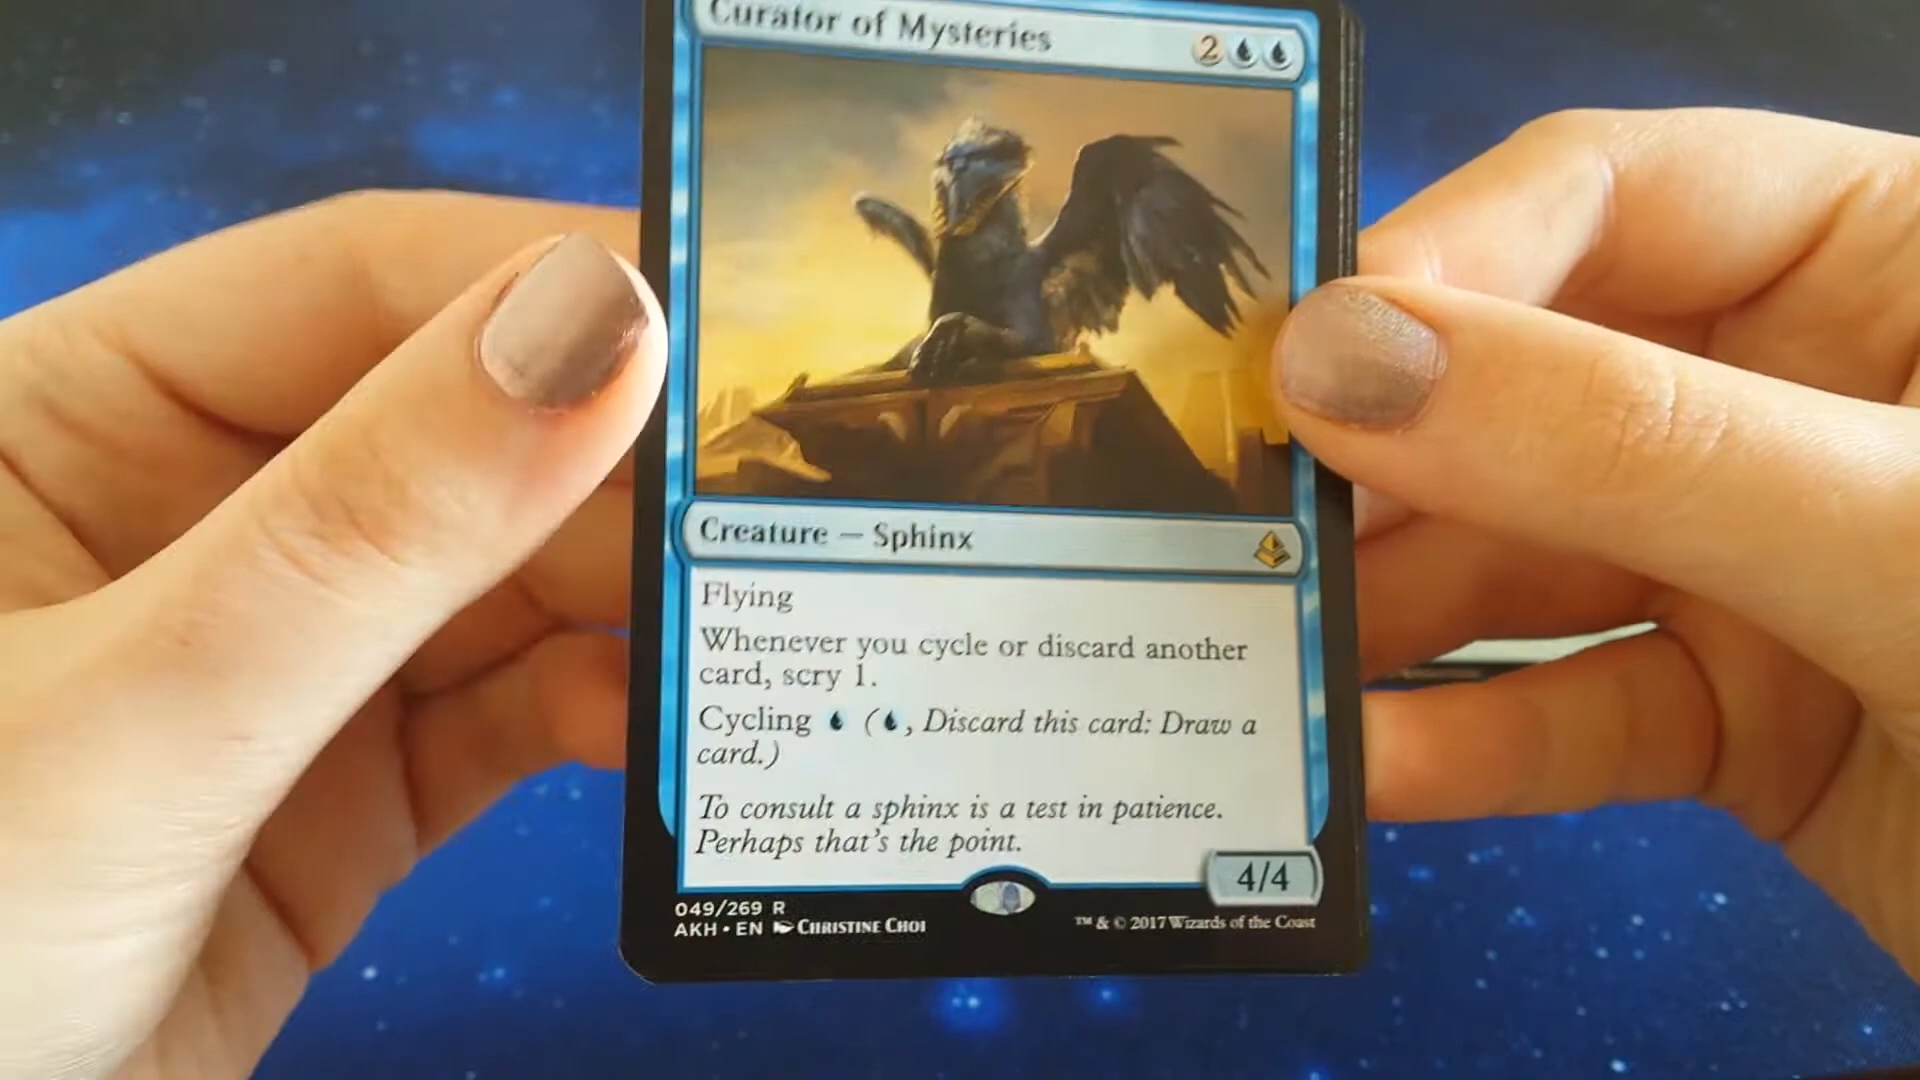 Curator of Mysteries
2
Creature — Sphinx
Flying
Whenever you cycle or discard another
card, scry 1.
Cycling ( , Discard this card: Draw a
card.)
To consult a sphinx is a test in patience.
Perhaps that's the point.
4/4
049/269 R
AKH • EN CHRISTINE CHOI
™ & © 2017 Wizards of the Coast